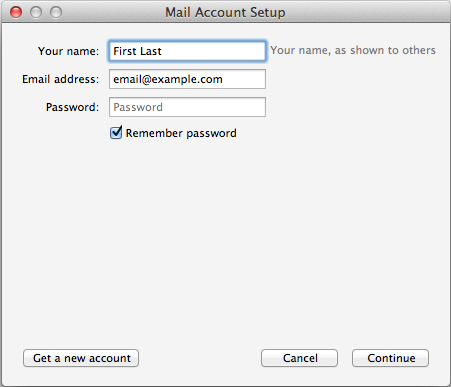 Mail Account Setup
Your name: First Last Your name, as shown to others
Email address: email@example.com
Password: Password
Remember password
Get a new account Cancel Continue